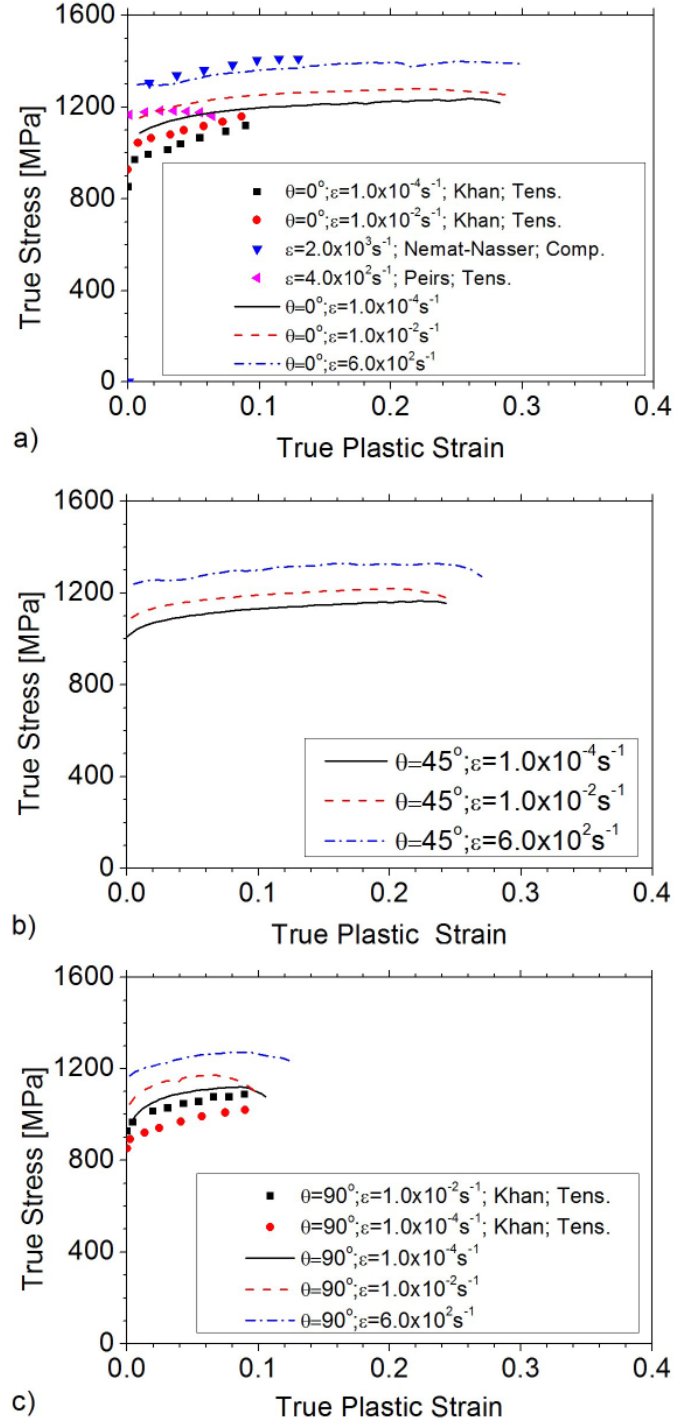 1600
1200
800
400
0
True Stress [MPa]
θ=0°;ε=1.0x10⁻⁴s⁻¹; Khan; Tens.
θ=0°;ε=1.0x10⁻²s⁻¹; Khan; Tens.
ε=2.0x10³s⁻¹; Nemat-Nasser; Comp.
ε=4.0x10²s⁻¹; Peirs; Tens.
θ=0°;ε=1.0x10⁻⁴s⁻¹
θ=0°;ε=1.0x10⁻²s⁻¹
θ=0°;ε=6.0x10²s⁻¹
0.0 0.1 0.2 0.3 0.4
True Plastic Strain
a)
1600
1200
800
400
0
True Stress [MPa]
θ=45°;ε=1.0x10⁻⁴s⁻¹
θ=45°;ε=1.0x10⁻²s⁻¹
θ=45°;ε=6.0x10²s⁻¹
0.0 0.1 0.2 0.3 0.4
True Plastic Strain
b)
1600
1200
800
400
0
True Stress [MPa]
θ=90°;ε=1.0x10⁻²s⁻¹; Khan; Tens.
θ=90°;ε=1.0x10⁻⁴s⁻¹; Khan; Tens.
θ=90°;ε=1.0x10⁻⁴s⁻¹
θ=90°;ε=1.0x10⁻²s⁻¹
θ=90°;ε=6.0x10²s⁻¹
0.0 0.1 0.2 0.3 0.4
True Plastic Strain
c)